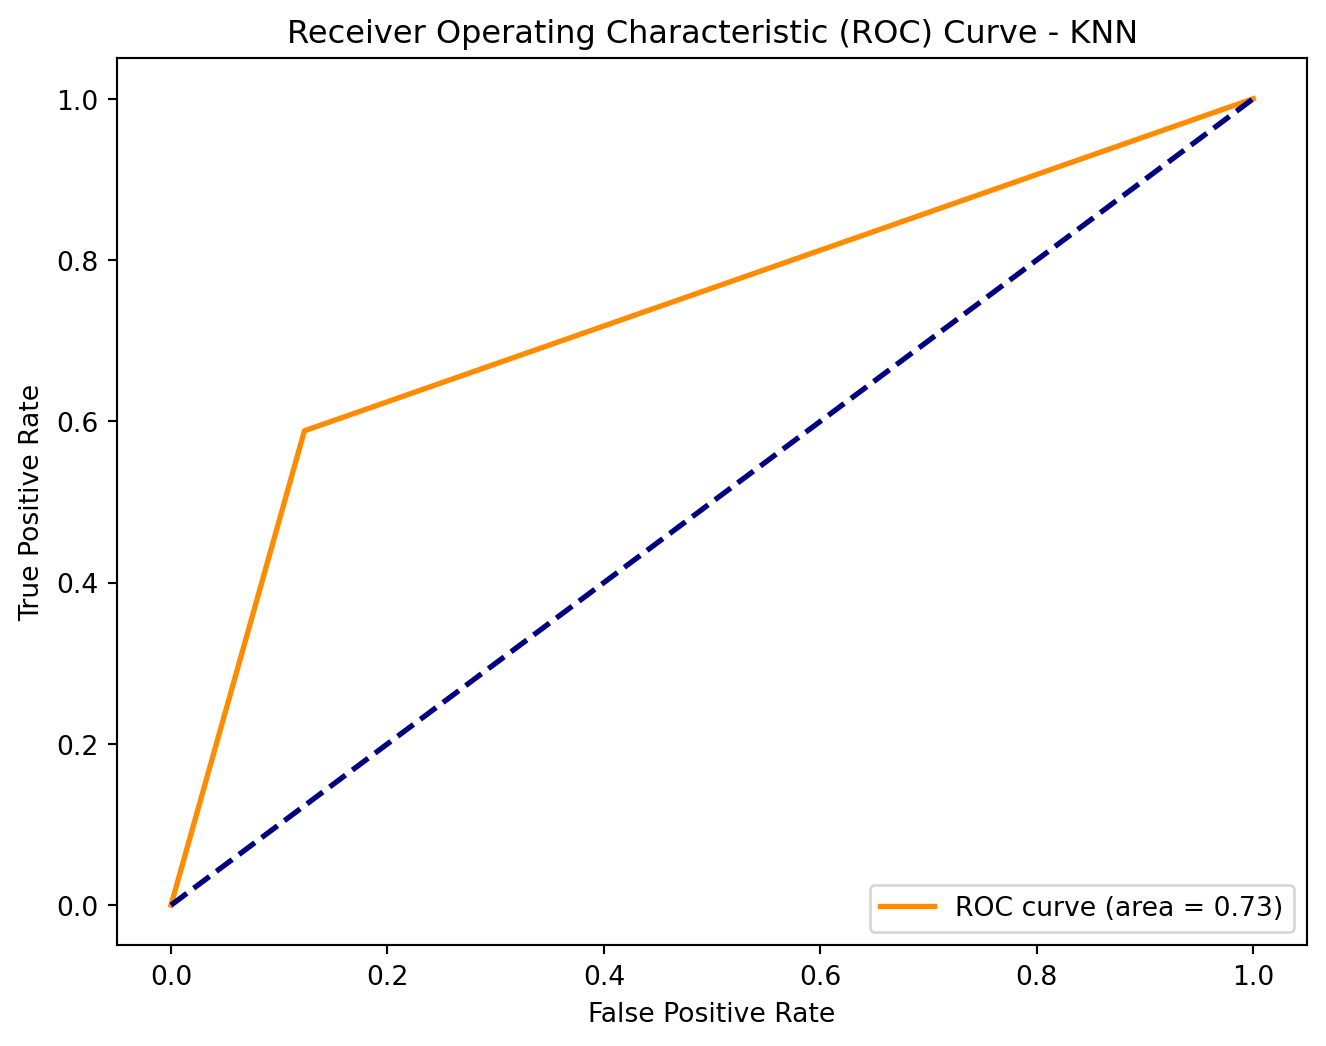 Receiver Operating Characteristic (ROC) Curve - KNN
True Positive Rate
1.0
0.8
0.6
0.4
0.2
0.0
ROC curve (area = 0.73)
0.0 0.2 0.4 0.6 0.8 1.0
False Positive Rate